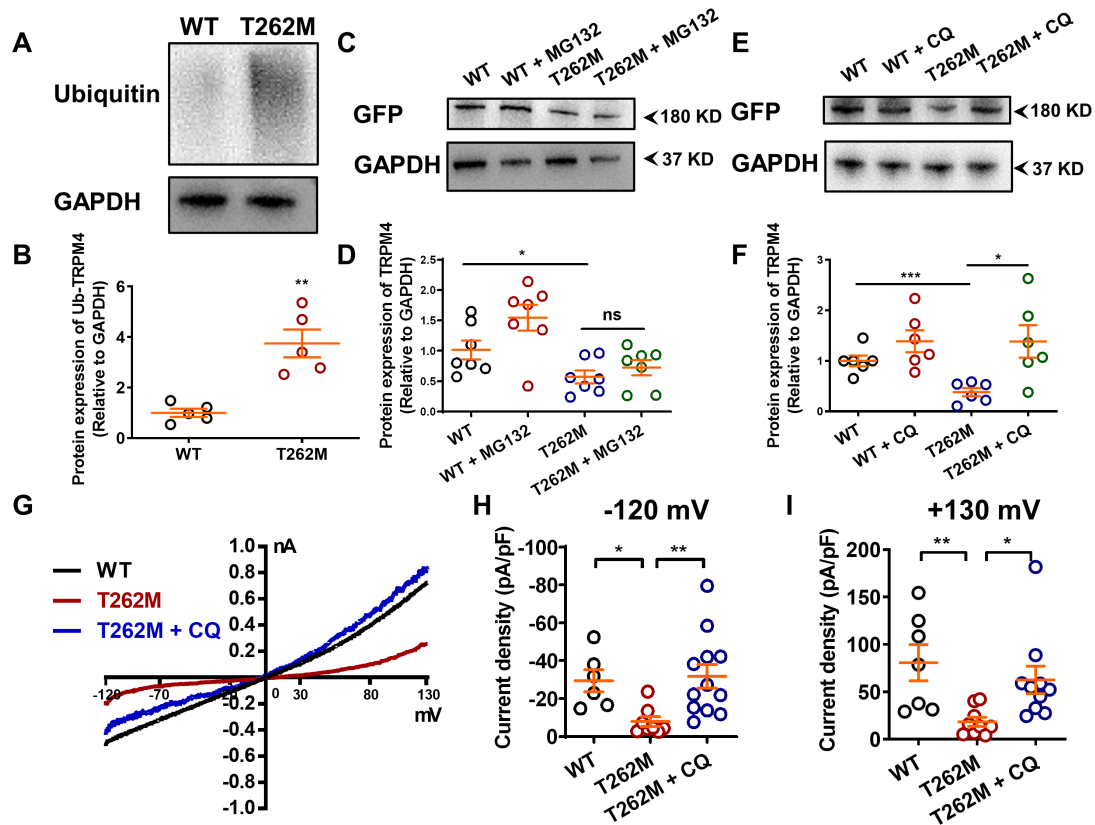 A
WT T262M
Ubiquitin
GAPDH
B
Protein expression of Ub-TRPM4
(Relative to GAPDH)
6
4
2
0
**
WT
T262M
C
WT
WT + MG132
T262M
T262M + MG132
GFP
180 KD
GAPDH
37 KD
D
Protein expression of TRPM4
(Relative to GAPDH)
2.5
2.0
1.5
1.0
0.5
0.0
*
ns
WT
WT + MG132
T262M
T262M + MG132
E
WT
WT + CQ
T262M
T262M + CQ
GFP
180 KD
GAPDH
37 KD
F
Protein expression of TRPM4
(Relative to GAPDH)
3
2
1
0
***
*
WT
WT + CQ
T262M
T262M + CQ
G
WT
T262M
T262M + CQ
nA
1.0
0.8
0.6
0.4
0.2
-120 -70 -20 0 30 80 130
mV
-0.2
-0.4
-0.6
-0.8
-1.0
H
-120 mV
Current density (pA/pF)
-100
-80
-60
-40
-20
0
*
**
WT
T262M
T262M + CQ
I
+130 mV
Current density (pA/pF)
200
150
100
50
0
**
*
WT
T262M
T262M + CQ